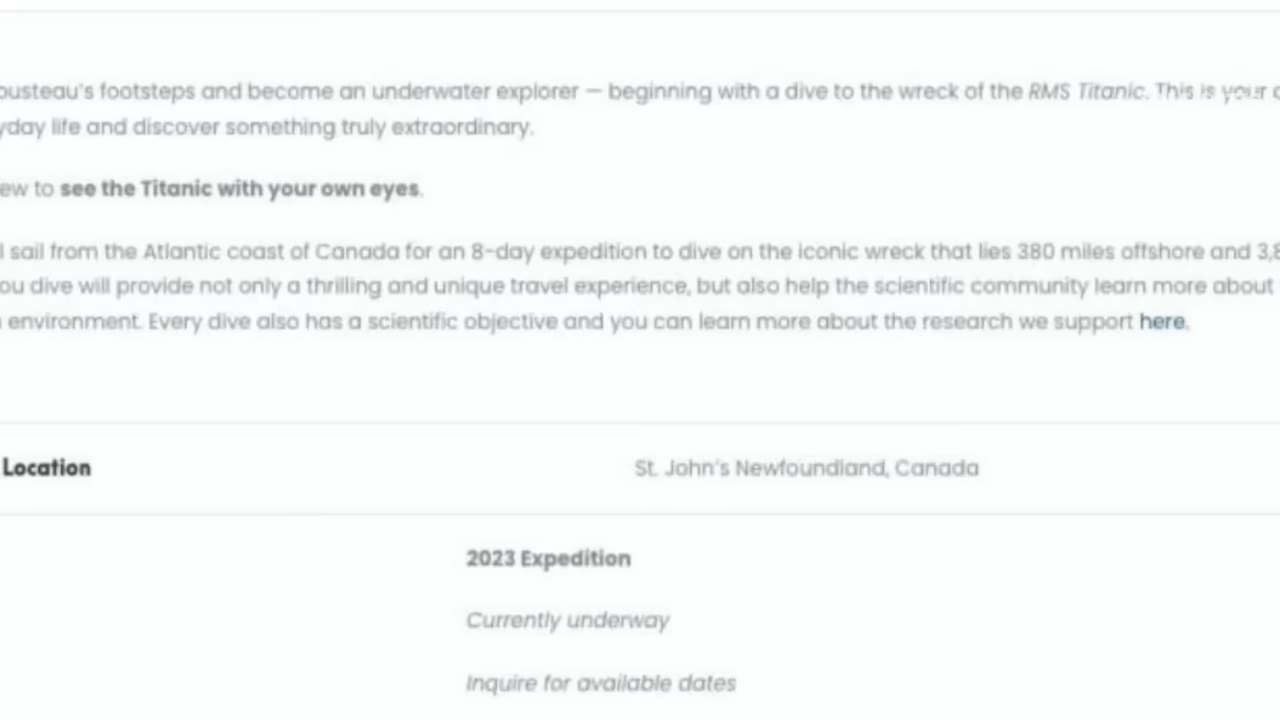 ousteau's footsteps and become an underwater explorer — beginning with a dive to the wreck of the RMS Titanic. This is your
yday life and discover something truly extraordinary.
ew to see the Titanic with your own eyes.
l sail from the Atlantic coast of Canada for an 8-day expedition to dive on the iconic wreck that lies 380 miles offshore and 3,8
ou dive will provide not only a thrilling and unique travel experience, but also help the scientific community learn more about
environment. Every dive also has a scientific objective and you can learn more about the research we support here.
Location
St. John's Newfoundland, Canada
2023 Expedition
Currently underway
Inquire for available dates